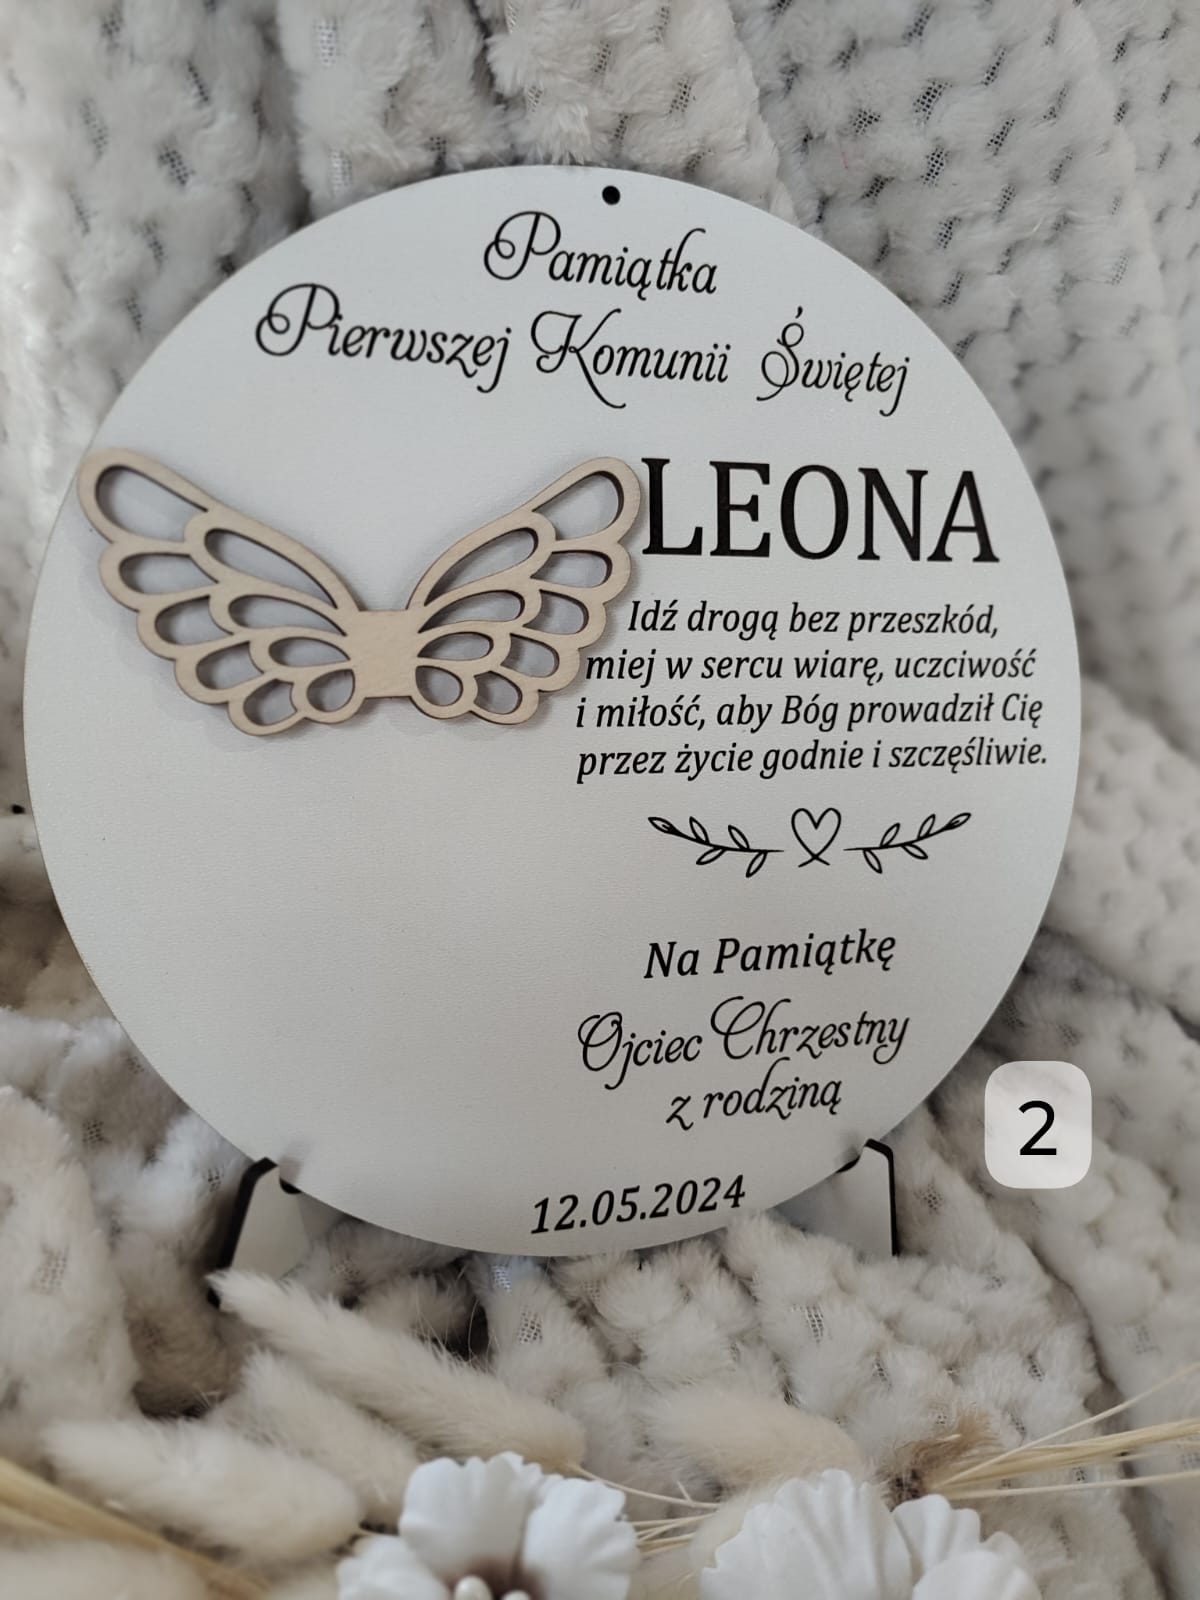 Pamiątka
Pierwszej Komunii Świętej
LEONA
Idź drogą bez przeszkód,
miej w sercu wiarę, uczciwość
i miłość, aby Bóg prowadził Cię
przez życie godnie i szczęśliwie.
Na Pamiątkę
Ojciec Chrzestny
z rodziną
2
12.05.2024